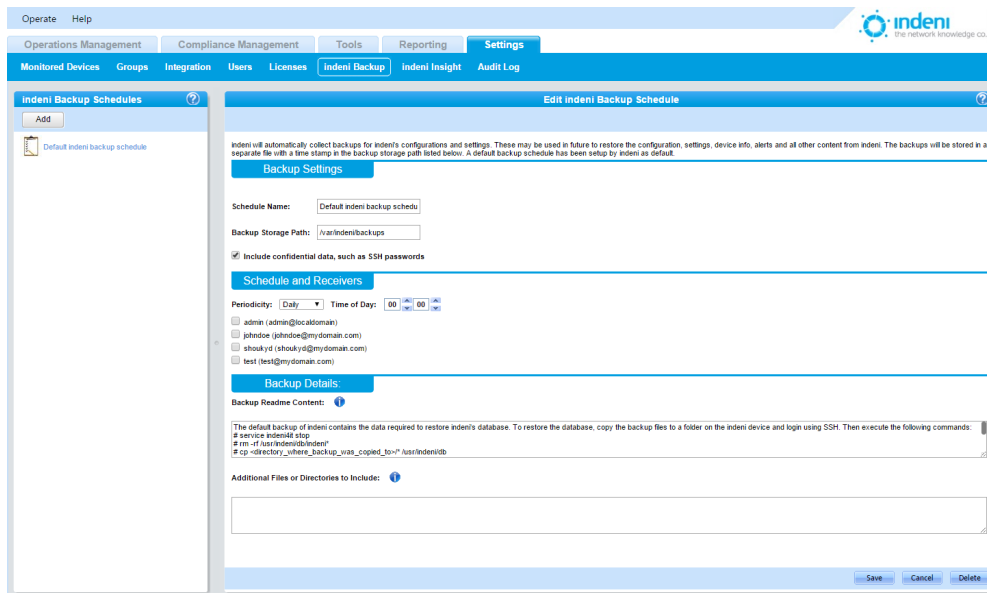 Operate Help
indeni
the network knowledge co.
Operations Management Compliance Management Tools Reporting Settings
Monitored Devices Groups Integration Users Licenses indeni Backup indeni Insight Audit Log
indeni Backup Schedules ?
Add
Default indeni backup schedule
Edit indeni Backup Schedule ?
indeni will automatically collect backups for indeni's configurations and settings. These may be used in future to restore the configuration, settings, device info, alerts and all other content from indeni. The backups will be stored in a
separate file with a time stamp in the backup storage path listed below. A default backup schedule has been setup by indeni as default.
Backup Settings
Schedule Name: Default indeni backup schedu
Backup Storage Path: /var/indeni/backups
Include confidential data, such as SSH passwords
Schedule and Receivers
Periodicity: Daily Time of Day: 00 00
admin (admin@localdomain)
johndoe (johndoe@mydomain.com)
shoukyd (shoukyd@mydomain.com)
test (test@mydomain.com)
Backup Details:
Backup Readme Content: i
The default backup of indeni contains the data required to restore indeni's database. To restore the database, copy the backup files to a folder on the indeni device and login using SSH. Then execute the following commands:
# service indeni4it stop
# rm -rf /usr/indeni/db/indeni*
# cp <directory_where_backup_was_copied_to>/* /usr/indeni/db
Additional Files or Directories to Include: i
Save Cancel Delete